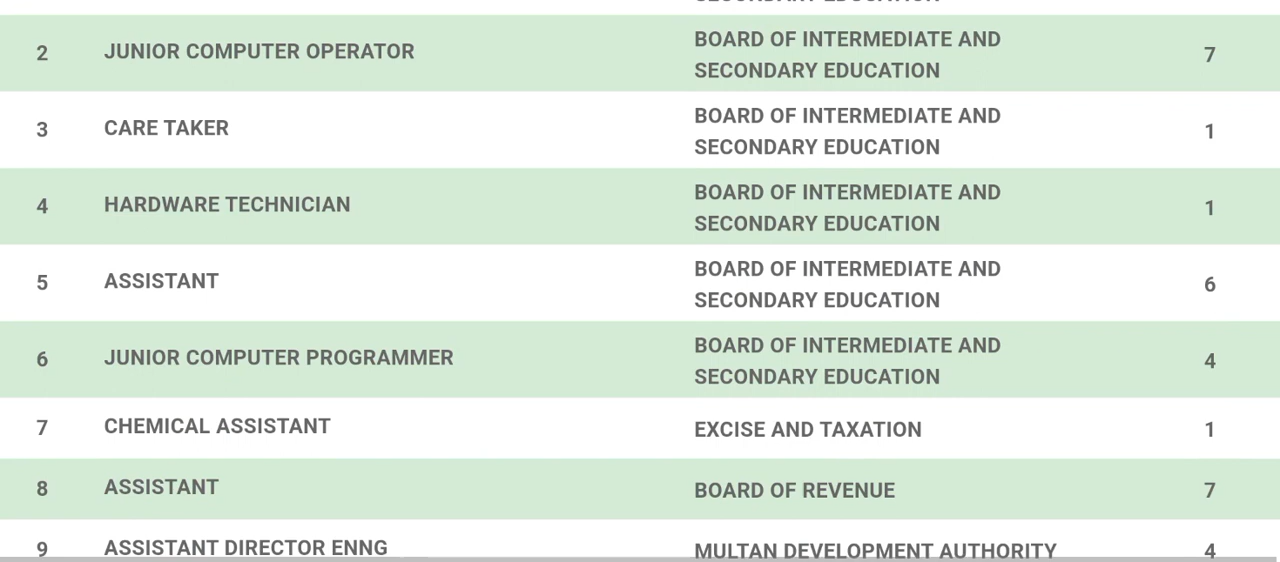 SECONDARY EDUCATION
2 JUNIOR COMPUTER OPERATOR BOARD OF INTERMEDIATE AND 7
SECONDARY EDUCATION
3 CARE TAKER BOARD OF INTERMEDIATE AND 1
SECONDARY EDUCATION
4 HARDWARE TECHNICIAN BOARD OF INTERMEDIATE AND 1
SECONDARY EDUCATION
5 ASSISTANT BOARD OF INTERMEDIATE AND 6
SECONDARY EDUCATION
6 JUNIOR COMPUTER PROGRAMMER BOARD OF INTERMEDIATE AND 4
SECONDARY EDUCATION
7 CHEMICAL ASSISTANT EXCISE AND TAXATION 1
8 ASSISTANT BOARD OF REVENUE 7
9 ASSISTANT DIRECTOR ENNG MULTAN DEVELOPMENT AUTHORITY 4